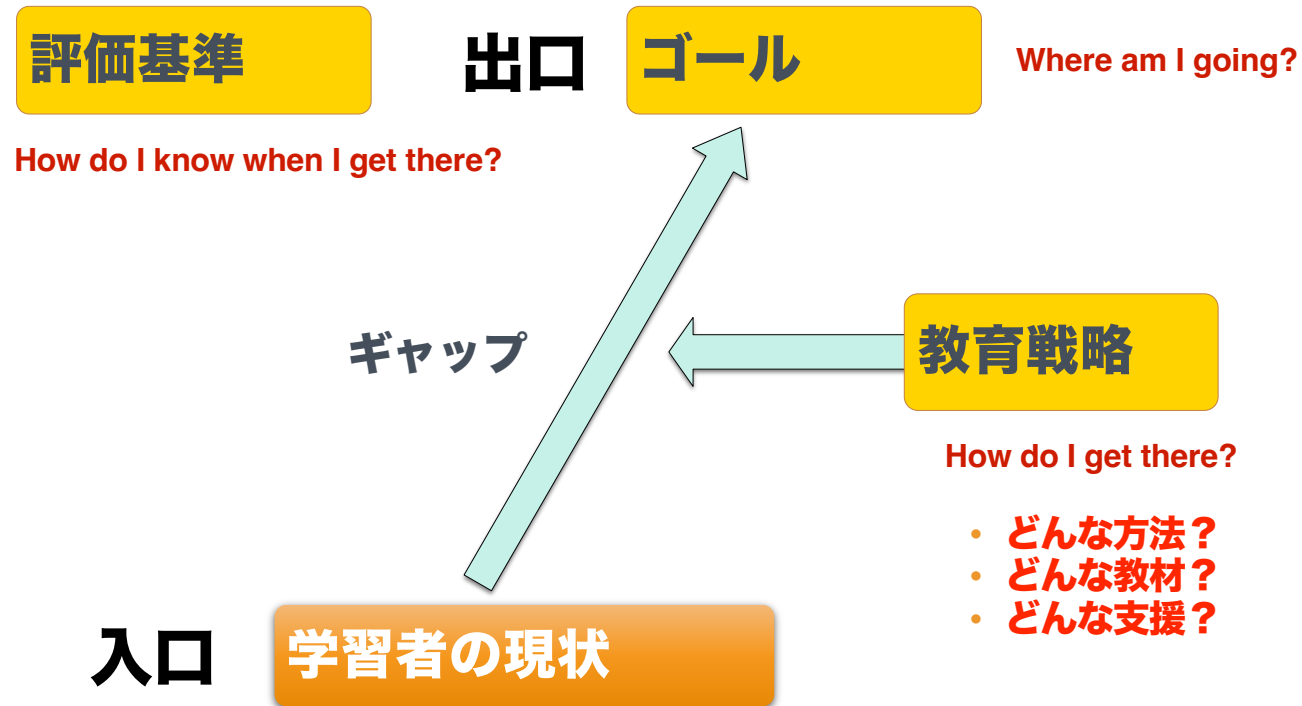 評価基準
出口
ゴール
Where am I going?
How do I know when I get there?
ギャップ
教育戦略
How do I get there?
• どんな方法？
• どんな教材？
• どんな支援？
入口
学習者の現状